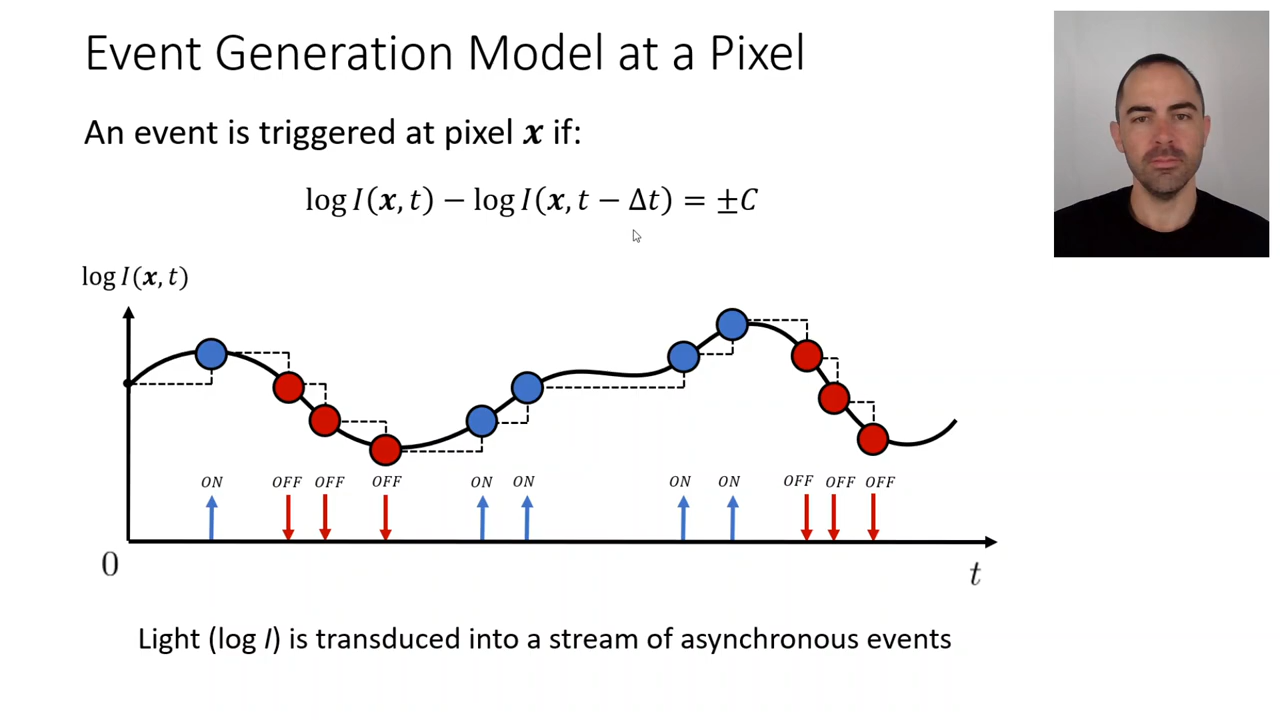 Event Generation Model at a Pixel
An event is triggered at pixel x if:
log I(x, t) − log I(x, t − Δt) = ±C
log I(x, t)
ON OFF OFF OFF ON ON ON ON OFF OFF OFF
0
t
Light (log I) is transduced into a stream of asynchronous events